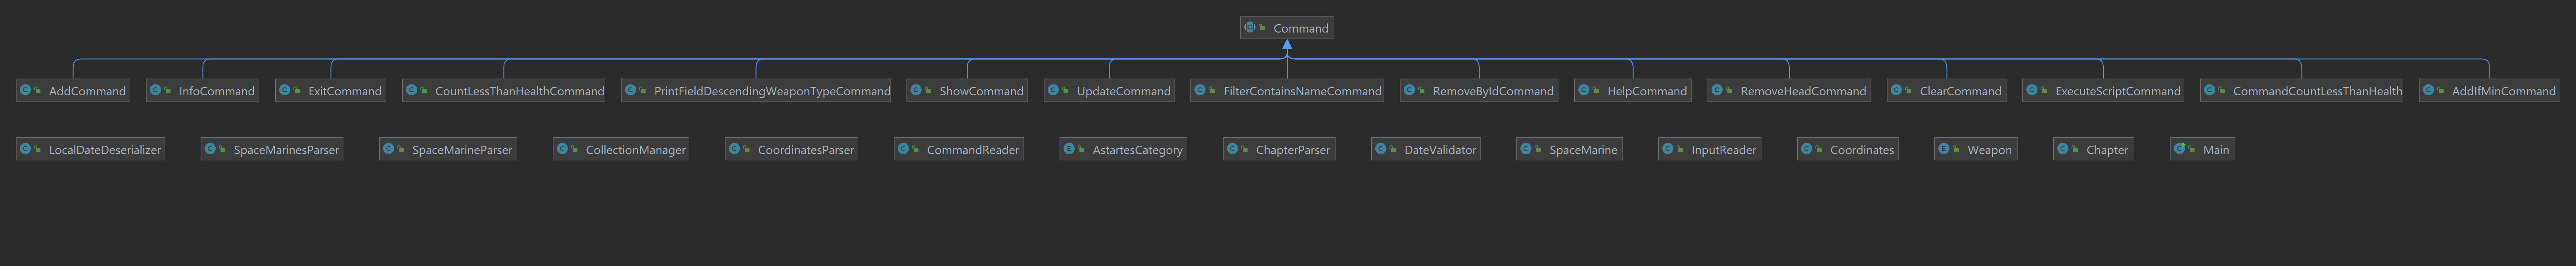 Command
AddCommand InfoCommand ExitCommand CountLessThanHealthCommand PrintFieldDescendingWeaponTypeCommand ShowCommand UpdateCommand FilterContainsNameCommand RemoveByIdCommand HelpCommand RemoveHeadCommand ClearCommand ExecuteScriptCommand CommandCountLessThanHealth AddIfMinCommand
LocalDateDeserializer SpaceMarinesParser SpaceMarineParser CollectionManager CoordinatesParser CommandReader AstartesCategory ChapterParser DateValidator SpaceMarine InputReader Coordinates Weapon Chapter Main